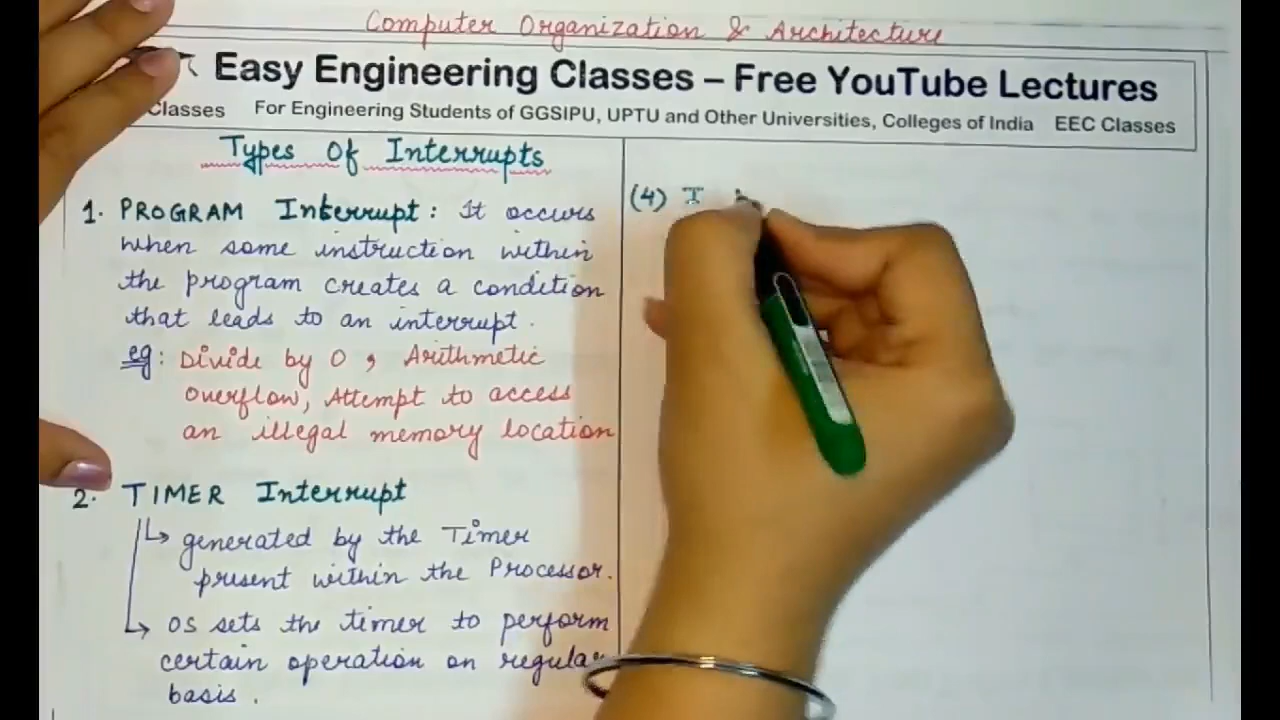 Computer Organization & Architecture
Easy Engineering Classes – Free YouTube Lectures
Classes For Engineering Students of GGSIPU, UPTU and Other Universities, Colleges of India EEC Classes
Types Of Interrupts
1. PROGRAM Interrupt: It occurs
when some instruction within
the program creates a condition
that leads to an interrupt.
eg: Divide by 0, Arithmetic
overflow, Attempt to access
an illegal memory location
2. TIMER Interrupt
↳ generated by the Timer
present within the Processor.
↳ OS sets the timer to perform
certain operation on regular
basis.
(4) I